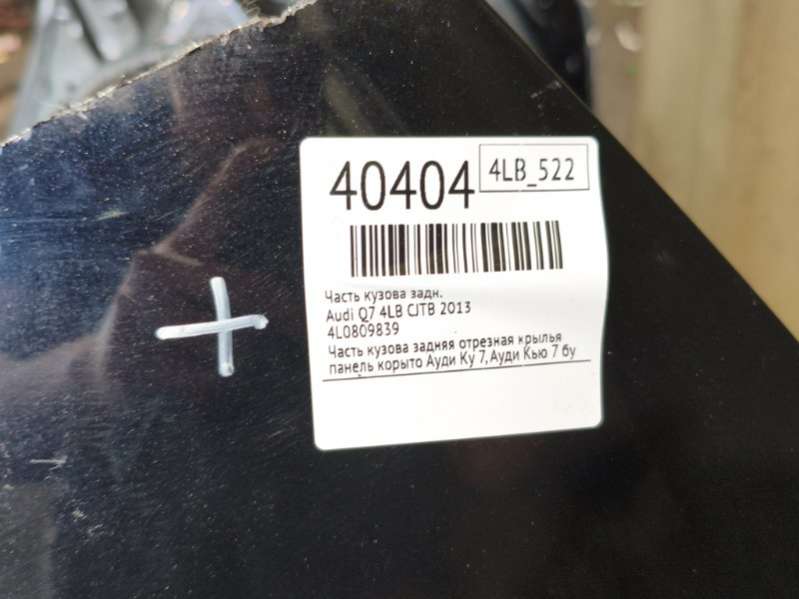 40404
4LB_522
Часть кузова задн.
Audi Q7 4LB CJTB 2013
4L0809839
Часть кузова задняя отрезная крылья
панель корыто Ауди Ку 7,Ауди Кью 7 бу